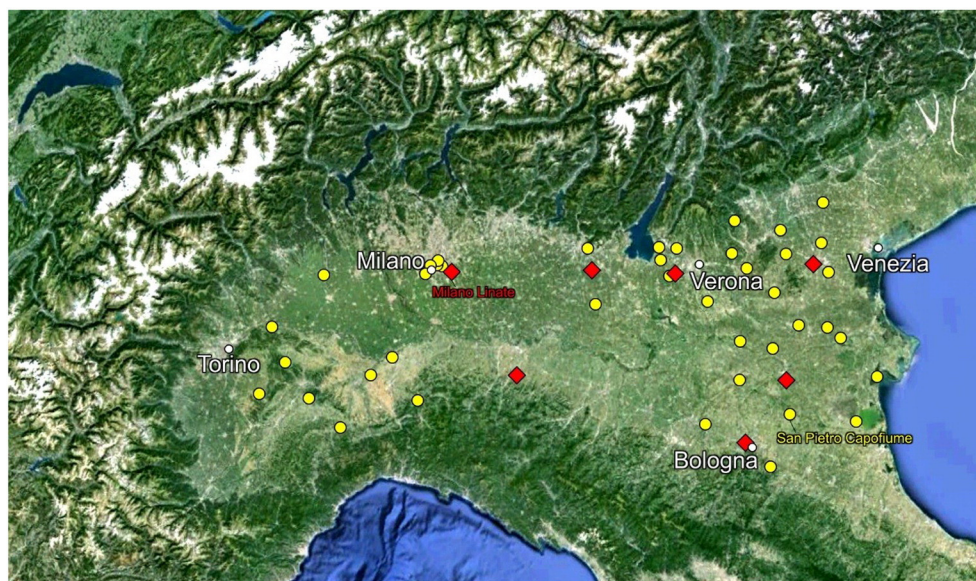 Milano
Milano Linate
Verona
Venezia
Torino
San Pietro Capofiume
Bologna